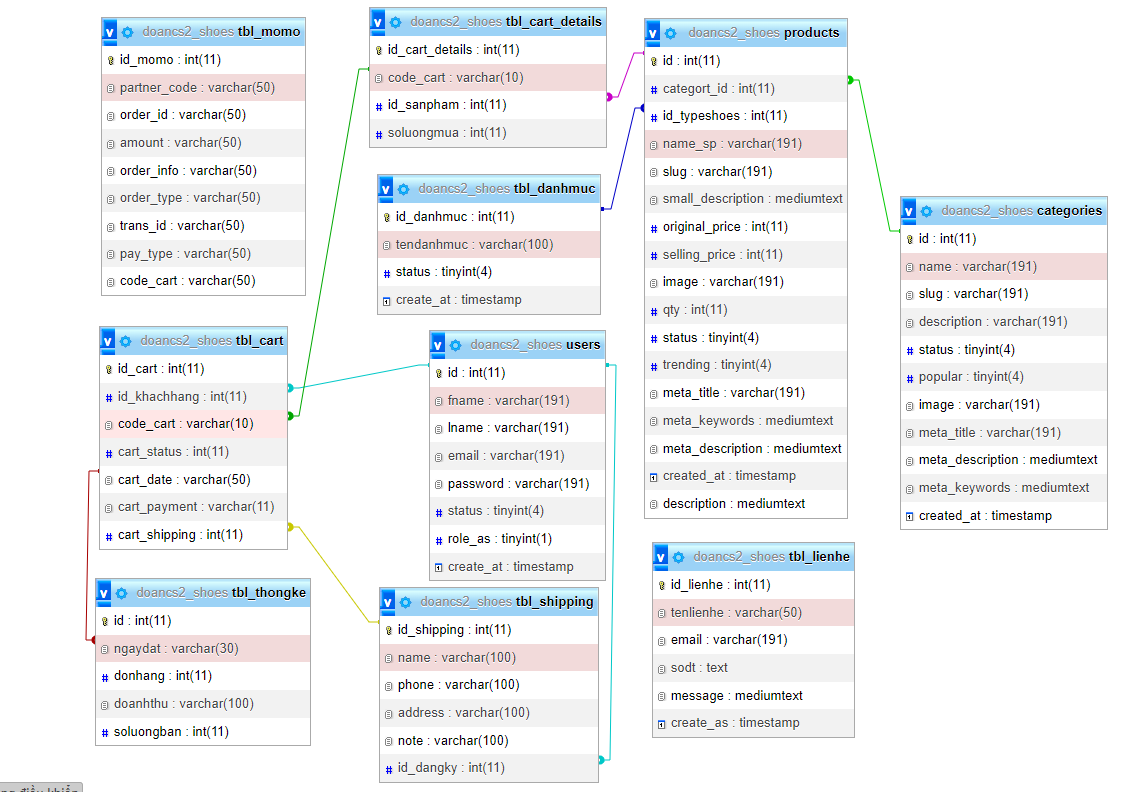 doancs2_shoes tbl_momo
id_momo : int(11)
partner_code : varchar(50)
order_id : varchar(50)
amount : varchar(50)
order_info : varchar(50)
order_type : varchar(50)
trans_id : varchar(50)
pay_type : varchar(50)
code_cart : varchar(50)
doancs2_shoes tbl_cart_details
id_cart_details : int(11)
code_cart : varchar(10)
id_sanpham : int(11)
soluongmua : int(11)
doancs2_shoes products
id : int(11)
categort_id : int(11)
id_typeshoes : int(11)
name_sp : varchar(191)
slug : varchar(191)
small_description : mediumtext
original_price : int(11)
selling_price : int(11)
image : varchar(191)
qty : int(11)
status : tinyint(4)
trending : tinyint(4)
meta_title : varchar(191)
meta_keywords : mediumtext
meta_description : mediumtext
created_at : timestamp
description : mediumtext
doancs2_shoes tbl_danhmuc
id_danhmuc : int(11)
tendanhmuc : varchar(100)
status : tinyint(4)
create_at : timestamp
doancs2_shoes categories
id : int(11)
name : varchar(191)
slug : varchar(191)
description : varchar(191)
status : tinyint(4)
popular : tinyint(4)
image : varchar(191)
meta_title : varchar(191)
meta_description : mediumtext
meta_keywords : mediumtext
created_at : timestamp
doancs2_shoes tbl_cart
id_cart : int(11)
id_khachhang : int(11)
code_cart : varchar(10)
cart_status : int(11)
cart_date : varchar(50)
cart_payment : varchar(11)
cart_shipping : int(11)
doancs2_shoes users
id : int(11)
fname : varchar(191)
lname : varchar(191)
email : varchar(191)
password : varchar(191)
status : tinyint(4)
role_as : tinyint(1)
create_at : timestamp
doancs2_shoes tbl_thongke
id : int(11)
ngaydat : varchar(30)
donhang : int(11)
doanhthu : varchar(100)
soluongban : int(11)
doancs2_shoes tbl_shipping
id_shipping : int(11)
name : varchar(100)
phone : varchar(100)
address : varchar(100)
note : varchar(100)
id_dangky : int(11)
doancs2_shoes tbl_lienhe
id_lienhe : int(11)
tenlienhe : varchar(50)
email : varchar(191)
sodt : text
message : mediumtext
create_as : timestamp